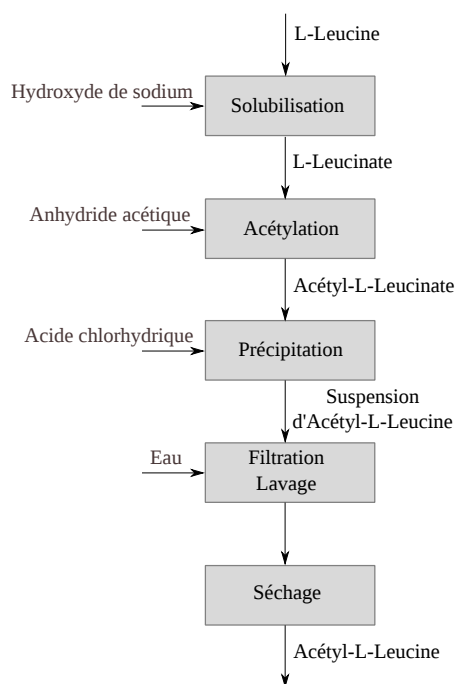 L-Leucine
Hydroxyde de sodium
Solubilisation
L-Leucinate
Anhydride acétique
Acétylation
Acétyl-L-Leucinate
Acide chlorhydrique
Précipitation
Suspension
d'Acétyl-L-Leucine
Eau
Filtration
Lavage
Séchage
Acétyl-L-Leucine